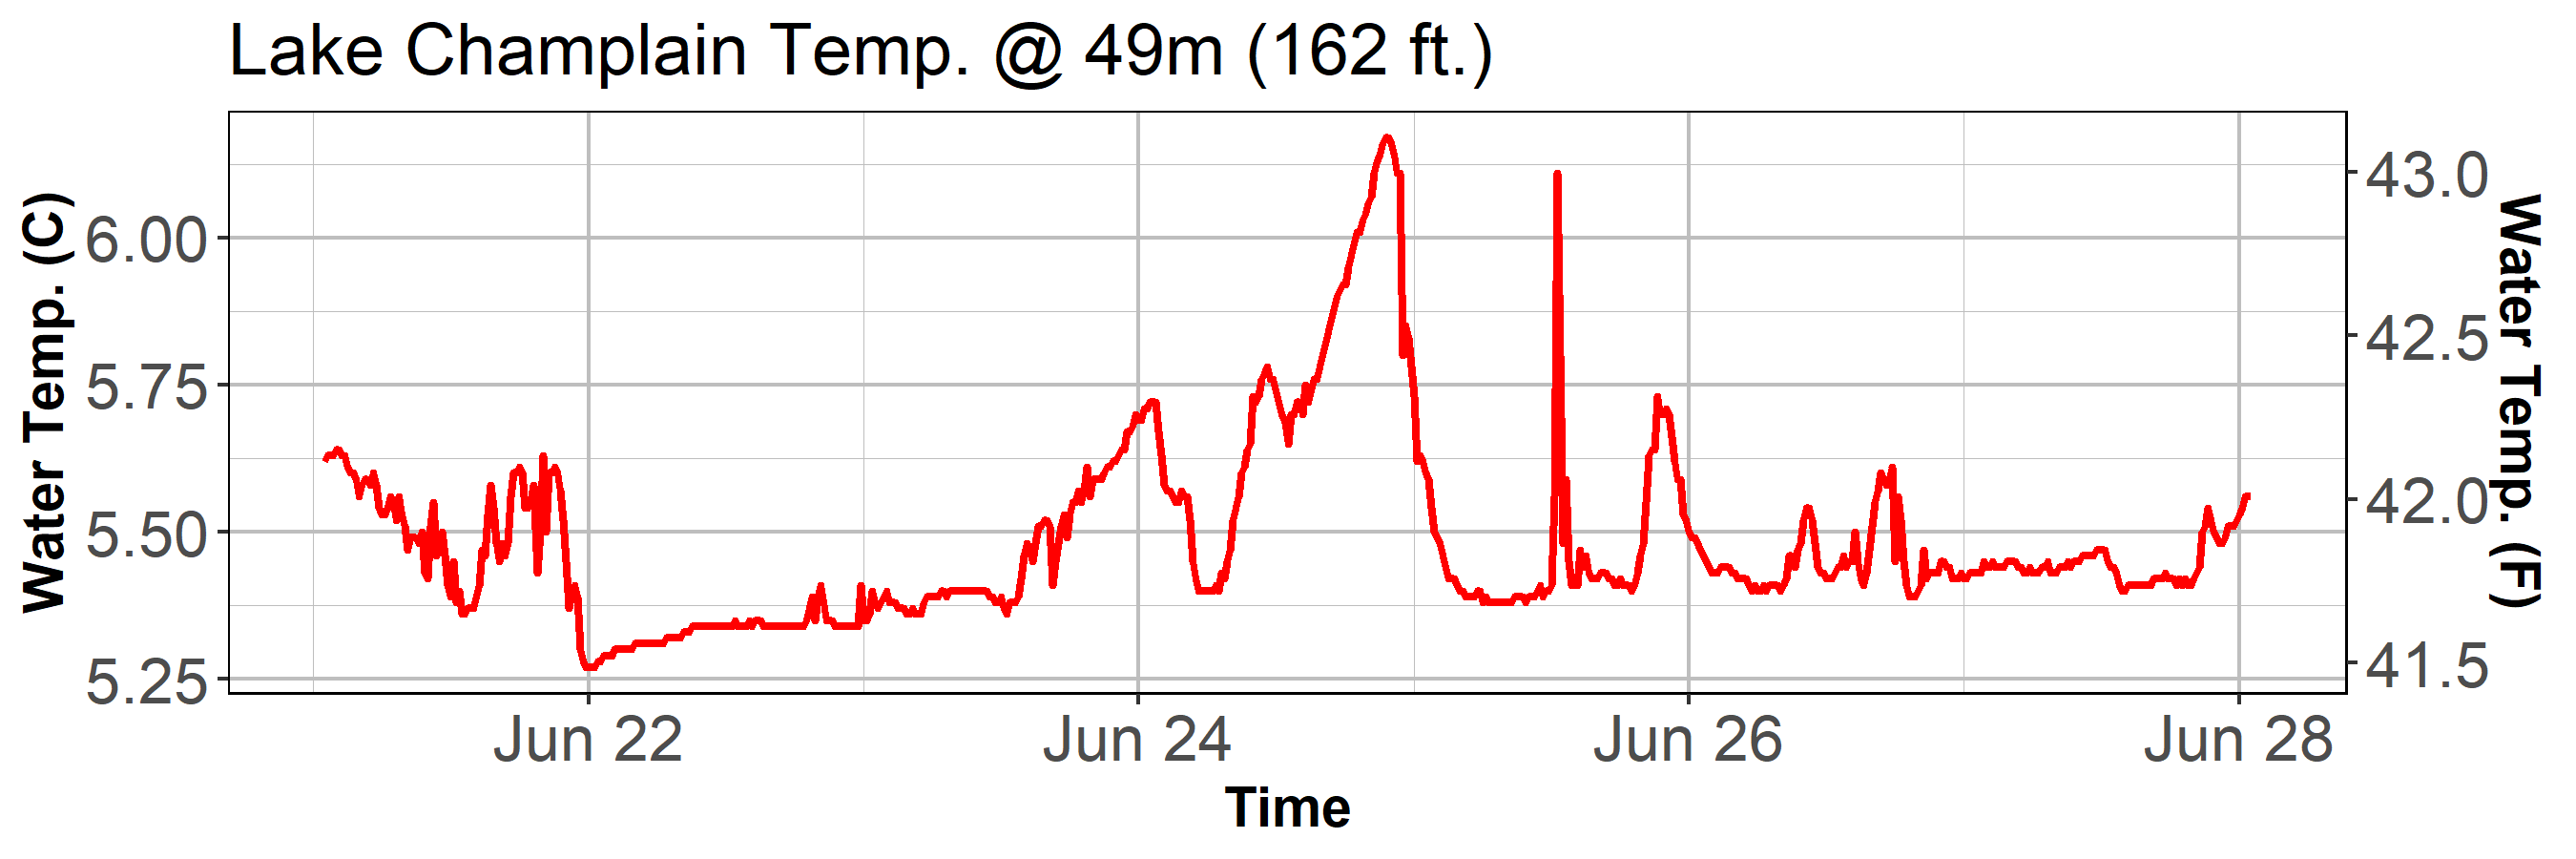 Lake Champlain Temp. @ 49m (162 ft.)
Water Temp. (C)
6.00
5.75
5.50
5.25
43.0
42.5
42.0
41.5
Water Temp. (F)
Jun 22 Jun 24 Jun 26 Jun 28
Time